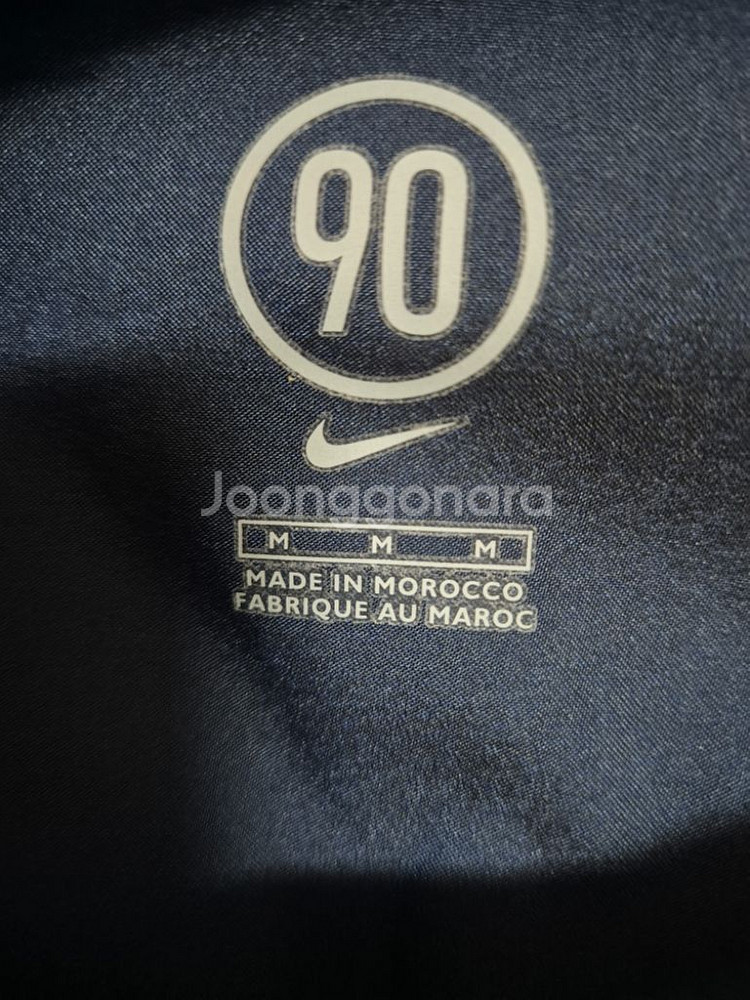 90
Joonggonara
M M M
MADE IN MOROCCO
FABRIQUE AU MAROC